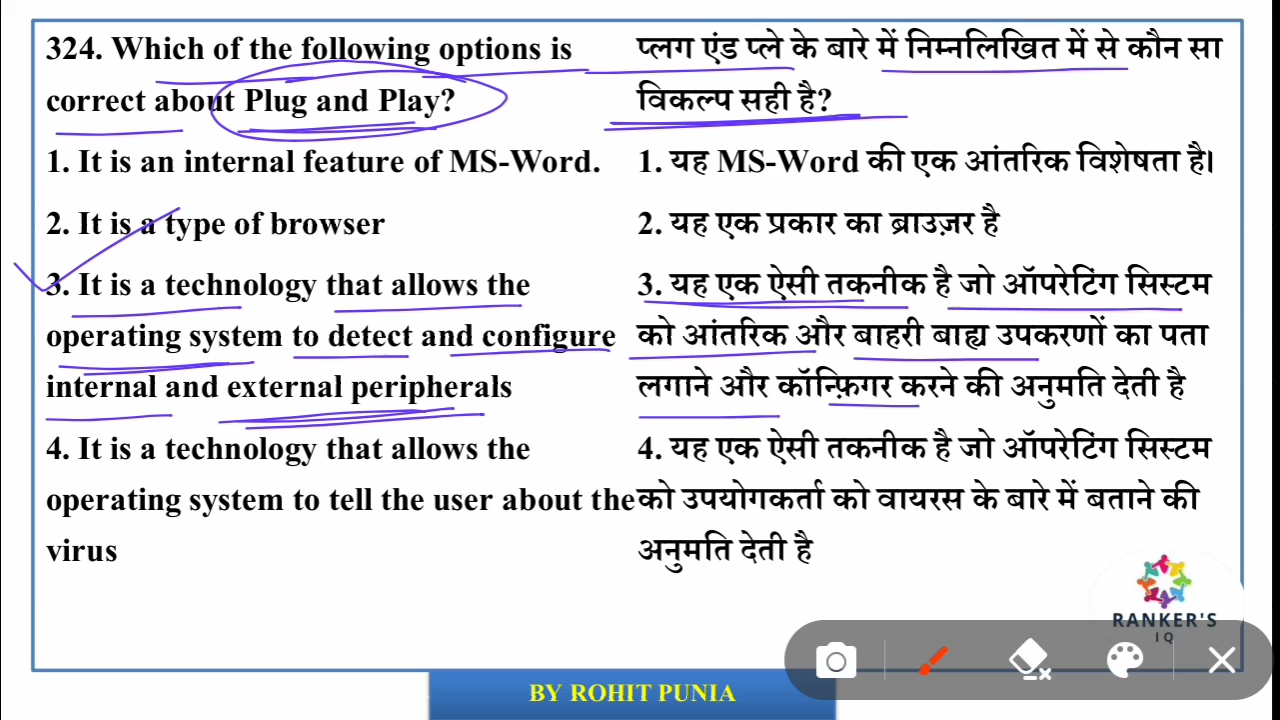 324. Which of the following options is
correct about Plug and Play?
1. It is an internal feature of MS-Word.
2. It is a type of browser
3. It is a technology that allows the
operating system to detect and configure
internal and external peripherals
4. It is a technology that allows the
operating system to tell the user about the
virus
प्लग एंड प्ले के बारे में निम्नलिखित में से कौन सा
विकल्प सही है?
1. यह MS-Word की एक आंतरिक विशेषता है।
2. यह एक प्रकार का ब्राउज़र है
3. यह एक ऐसी तकनीक है जो ऑपरेटिंग सिस्टम
को आंतरिक और बाहरी बाह्य उपकरणों का पता
लगाने और कॉन्फ़िगर करने की अनुमति देती है
4. यह एक ऐसी तकनीक है जो ऑपरेटिंग सिस्टम
को उपयोगकर्ता को वायरस के बारे में बताने की
अनुमति देती है
RANKER'S
IQ
BY ROHIT PUNIA